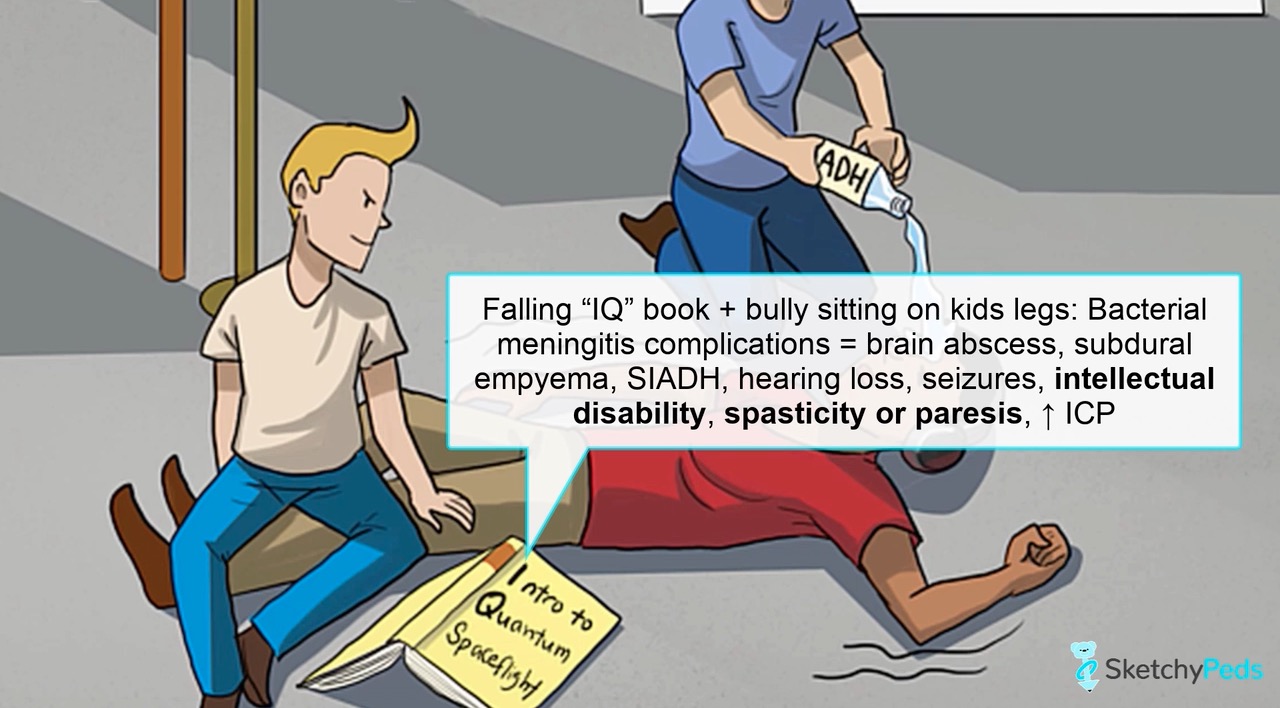 ADH
Falling “IQ” book + bully sitting on kids legs: Bacterial
meningitis complications = brain abscess, subdural
empyema, SIADH, hearing loss, seizures, intellectual
disability, spasticity or paresis, ↑ ICP
Intro to
Quantum
Spaceflight
SketchyPeds